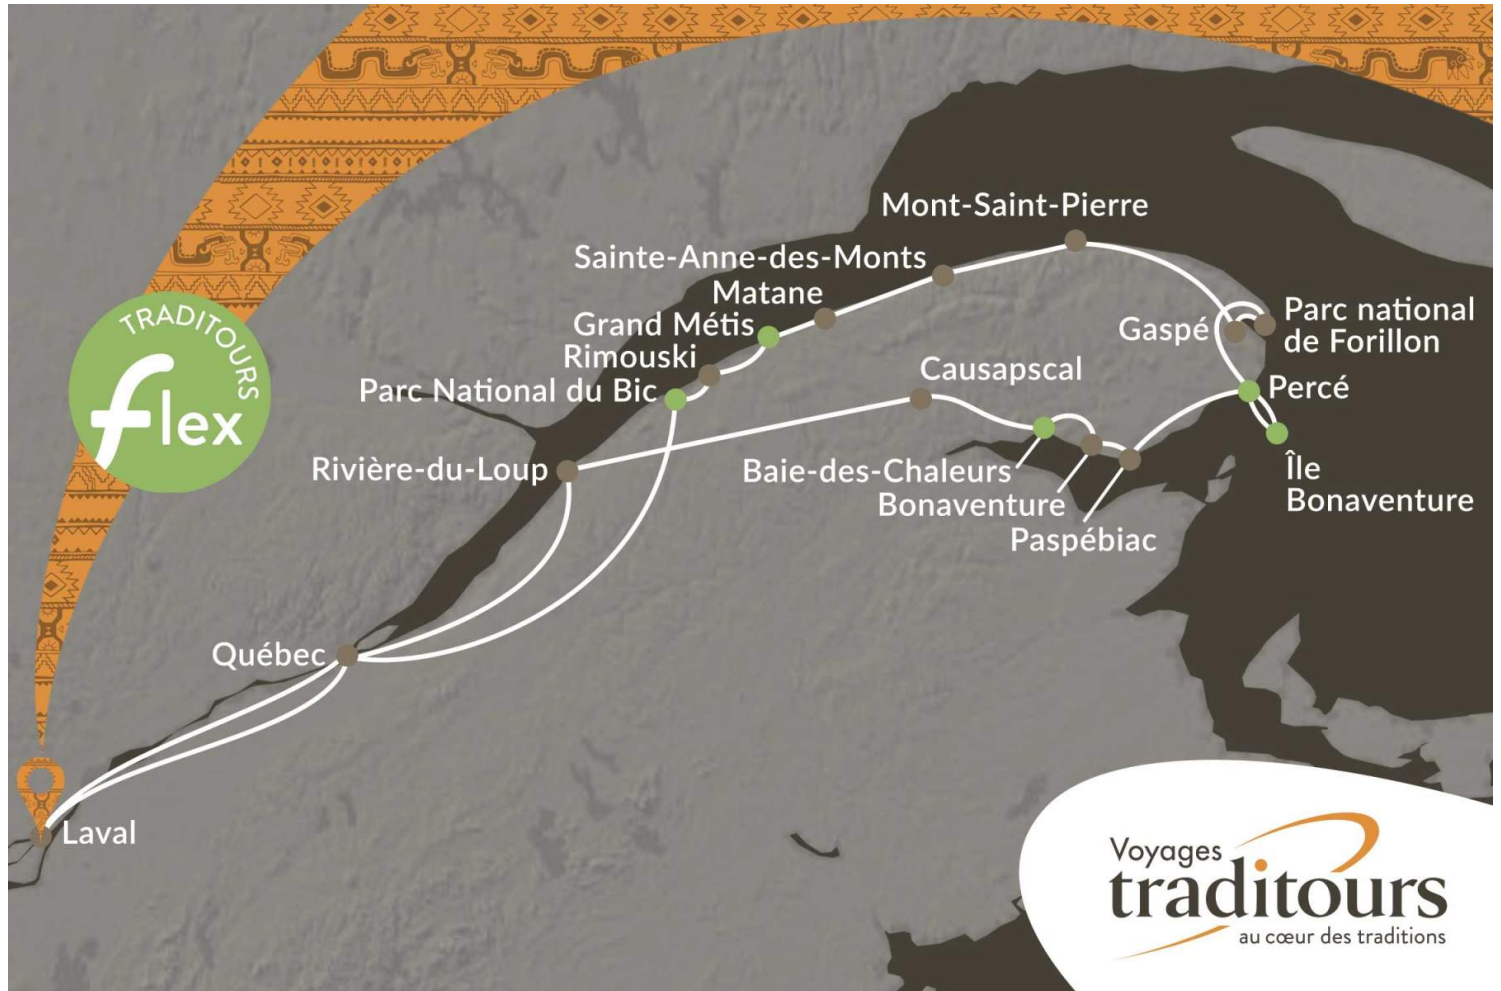 Mont-Saint-Pierre
Sainte-Anne-des-Monts
Matane
Grand Métis
Rimouski
Parc National du Bic
Rivière-du-Loup
Québec
Laval
Gaspé
Parc national
de Forillon
Causapscal
Percé
Île
Bonaventure
Baie-des-Chaleurs
Bonaventure
Paspébiac
TRADITOURS
flex
Voyages
traditours
au cœur des traditions